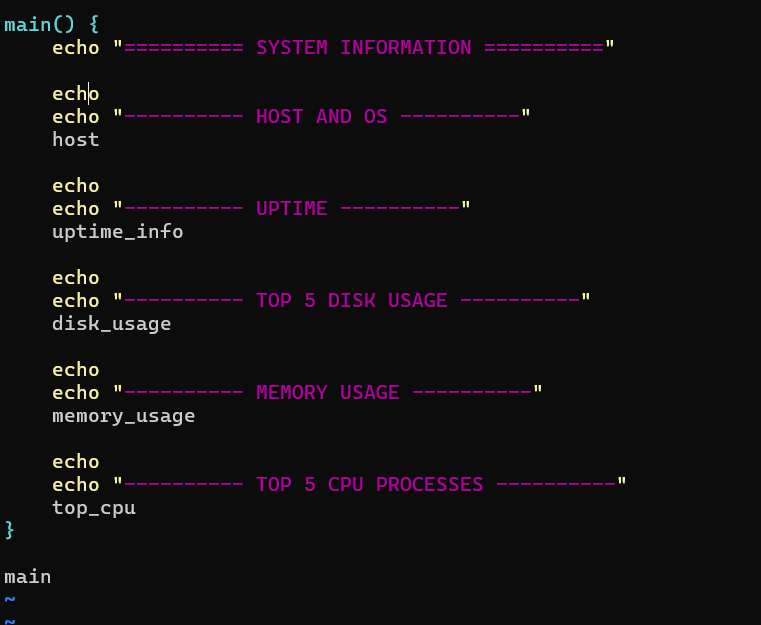 main() {
    echo "========== SYSTEM INFORMATION =========="

    echo
    echo "---------- HOST AND OS ----------"
    host

    echo
    echo "---------- UPTIME ----------"
    uptime_info

    echo
    echo "---------- TOP 5 DISK USAGE ----------"
    disk_usage

    echo
    echo "---------- MEMORY USAGE ----------"
    memory_usage

    echo
    echo "---------- TOP 5 CPU PROCESSES ----------"
    top_cpu
}

main
~
~